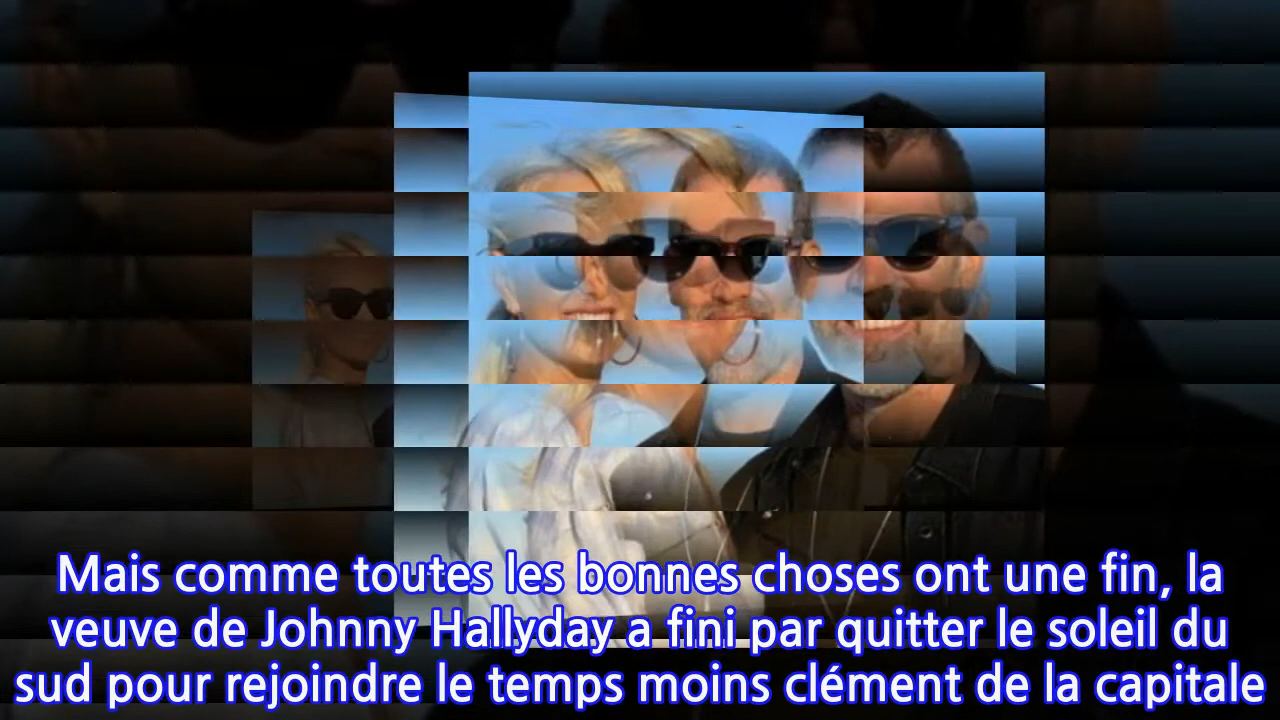 Mais comme toutes les bonnes choses ont une fin, la
veuve de Johnny Hallyday a fini par quitter le soleil du
sud pour rejoindre le temps moins clément de la capitale